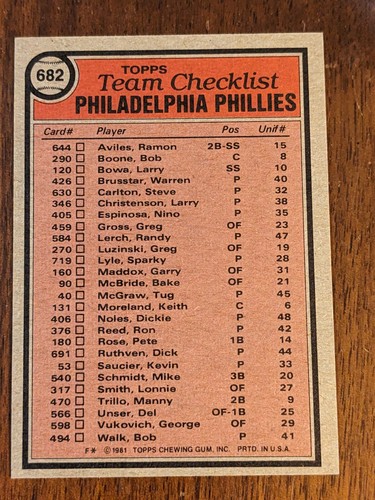 682
TOPPS
Team Checklist
PHILADELPHIA PHILLIES
Card# Player Pos Unif#
644 Aviles, Ramon 2B-SS 15
290 Boone, Bob C 8
120 Bowa, Larry SS 10
426 Brusstar, Warren P 40
630 Carlton, Steve P 32
346 Christenson, Larry P 38
405 Espinosa, Nino P 35
459 Gross, Greg OF 23
584 Lerch, Randy P 47
270 Luzinski, Greg OF 19
719 Lyle, Sparky P 28
160 Maddox, Garry OF 31
90 McBride, Bake OF 21
40 McGraw, Tug P 45
131 Moreland, Keith C 6
406 Noles, Dickie P 48
376 Reed, Ron P 42
180 Rose, Pete 1B 14
691 Ruthven, Dick P 44
53 Saucier, Kevin P 33
540 Schmidt, Mike 3B 20
317 Smith, Lonnie OF 27
470 Trillo, Manny 2B 9
566 Unser, Del OF-1B 25
598 Vukovich, George OF 29
494 Walk, Bob P 41
F* © 1981 TOPPS CHEWING GUM, INC. PRTD. IN U.S.A.